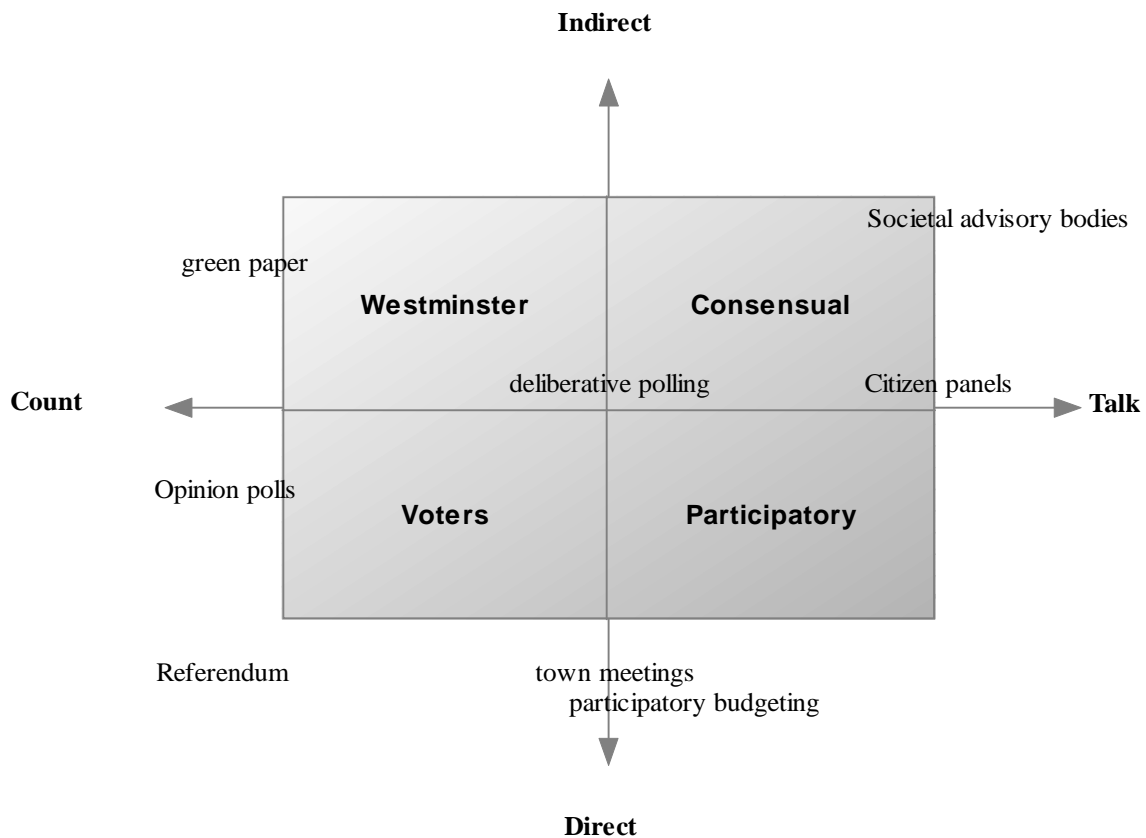 Indirect
Societal advisory bodies
green paper
Westminster
Consensual
deliberative polling
Citizen panels
Count
Talk
Opinion polls
Voters
Participatory
Referendum
town meetings
participatory budgeting
Direct